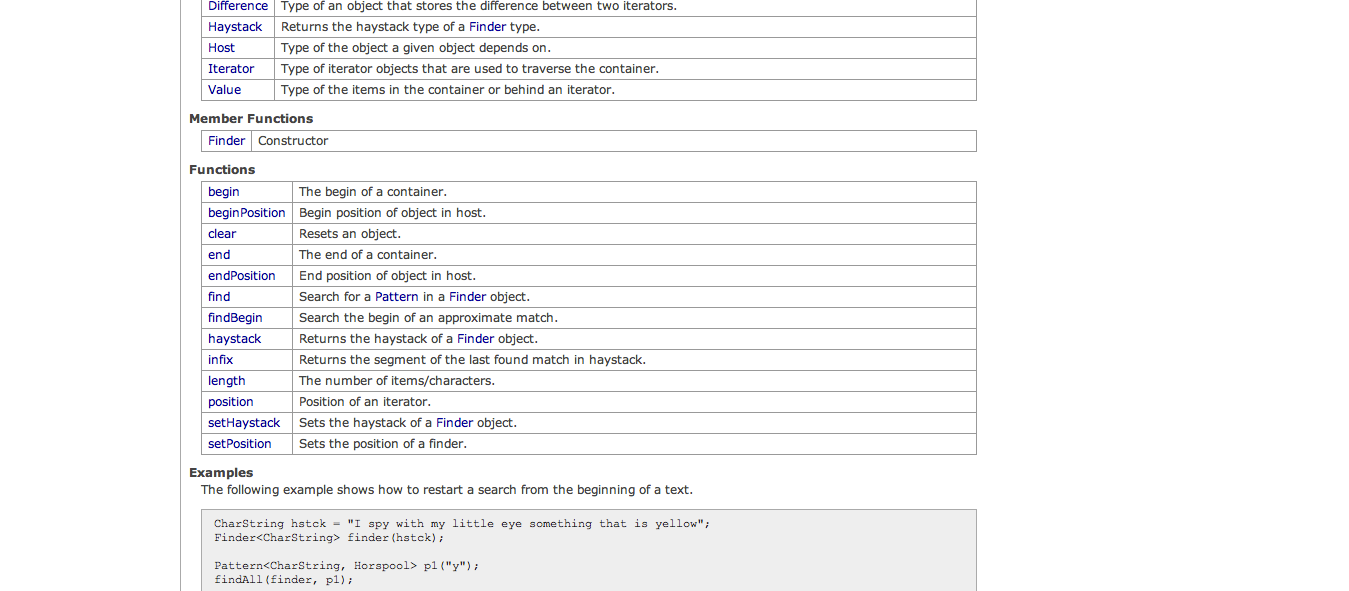 Difference Type of an object that stores the difference between two iterators.
Haystack Returns the haystack type of a Finder type.
Host Type of the object a given object depends on.
Iterator Type of iterator objects that are used to traverse the container.
Value Type of the items in the container or behind an iterator.
Member Functions
Finder Constructor
Functions
begin The begin of a container.
beginPosition Begin position of object in host.
clear Resets an object.
end The end of a container.
endPosition End position of object in host.
find Search for a Pattern in a Finder object.
findBegin Search the begin of an approximate match.
haystack Returns the haystack of a Finder object.
infix Returns the segment of the last found match in haystack.
length The number of items/characters.
position Position of an iterator.
setHaystack Sets the haystack of a Finder object.
setPosition Sets the position of a finder.
Examples
The following example shows how to restart a search from the beginning of a text.
CharString hstck = "I spy with my little eye something that is yellow";
Finder<CharString> finder(hstck);
Pattern<CharString, Horspool> p1("y");
findAll(finder, p1);